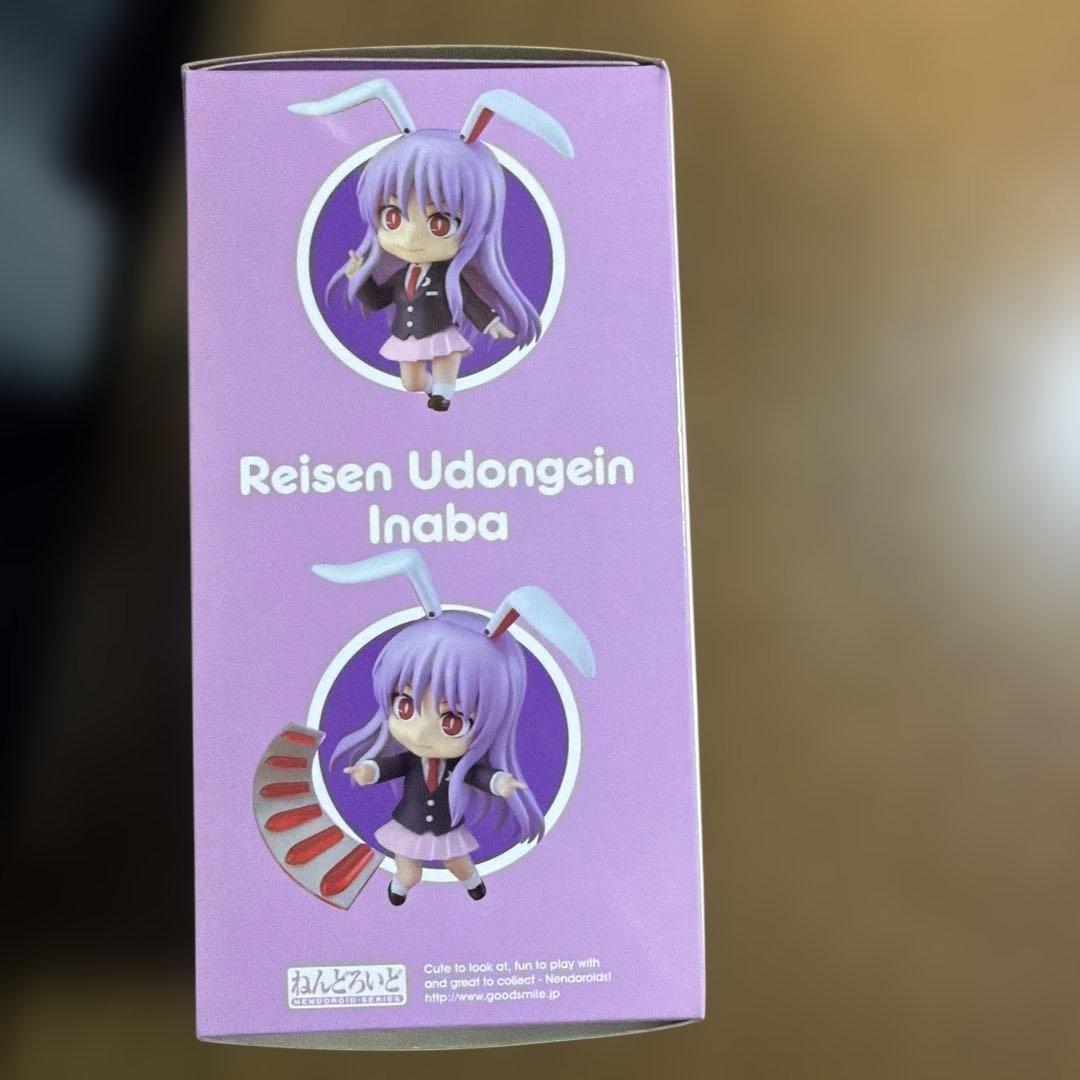 Reisen Udongein
Inaba
ねんどろいど
NENDOROID・SERIES
Cute to look at, fun to play with
and great to collect - Nendoroids!
http://www.goodsmile.jp